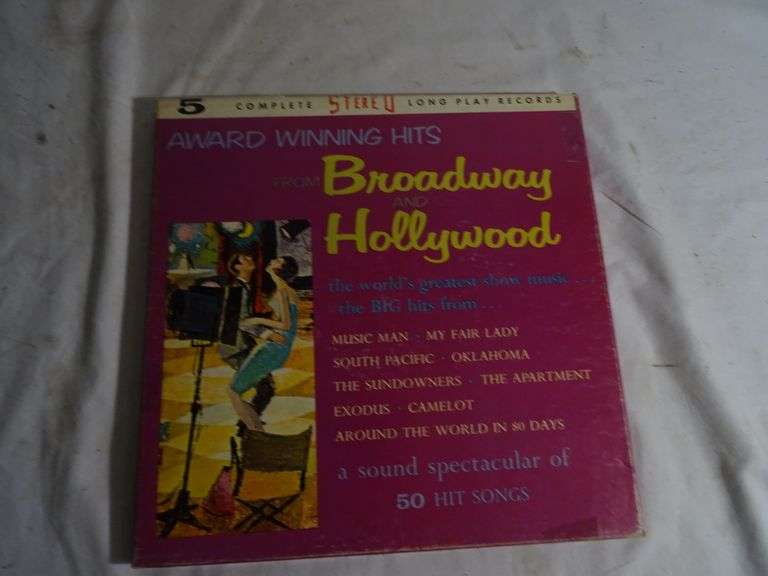 5 COMPLETE STEREO LONG PLAY RECORDS
AWARD WINNING HITS
FROM Broadway
AND
Hollywood
the world's greatest show music...
the BIG hits from...
MUSIC MAN · MY FAIR LADY
SOUTH PACIFIC · OKLAHOMA
THE SUNDOWNERS · THE APARTMENT
EXODUS · CAMELOT
AROUND THE WORLD IN 80 DAYS
a sound spectacular of
50 HIT SONGS